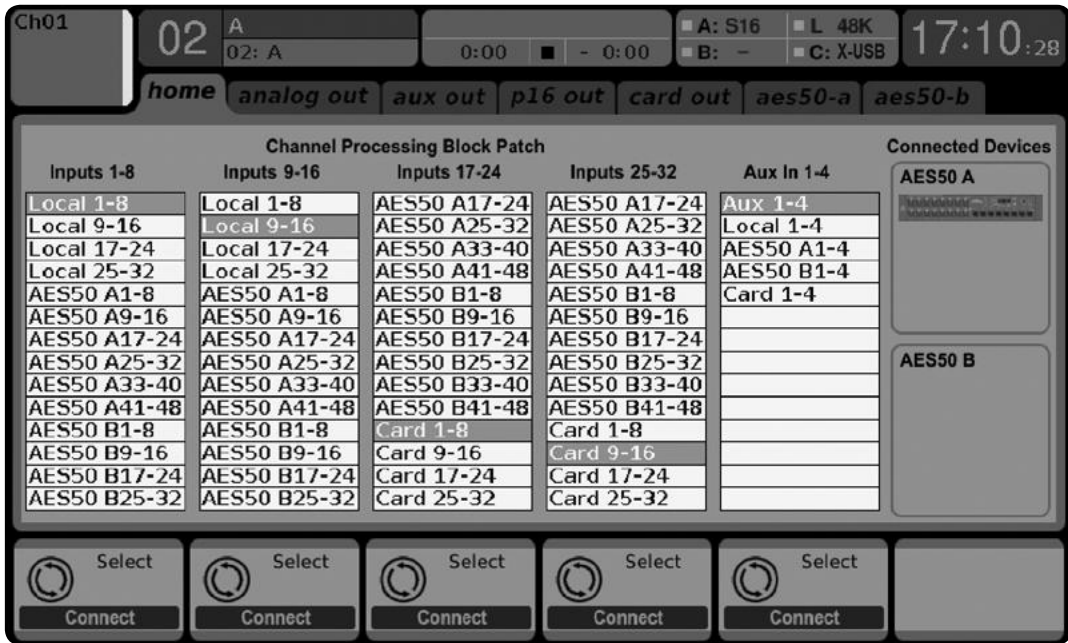 Ch01
02
A
02: A
0:00 - 0:00
A: S16
B: -
L 48K
C: X-USB
17:10:28
home analog out aux out p16 out card out aes50-a aes50-b
Channel Processing Block Patch
Connected Devices
Inputs 1-8
Local 1-8
Local 9-16
Local 17-24
Local 25-32
AES50 A1-8
AES50 A9-16
AES50 A17-24
AES50 A25-32
AES50 A33-40
AES50 A41-48
AES50 B1-8
AES50 B9-16
AES50 B17-24
AES50 B25-32
Inputs 9-16
Local 1-8
Local 9-16
Local 17-24
Local 25-32
AES50 A1-8
AES50 A9-16
AES50 A17-24
AES50 A25-32
AES50 A33-40
AES50 A41-48
AES50 B1-8
AES50 B9-16
AES50 B17-24
AES50 B25-32
Inputs 17-24
AES50 A17-24
AES50 A25-32
AES50 A33-40
AES50 A41-48
AES50 B1-8
AES50 B9-16
AES50 B17-24
AES50 B25-32
AES50 B33-40
AES50 B41-48
Card 1-8
Card 9-16
Card 17-24
Card 25-32
Inputs 25-32
AES50 A17-24
AES50 A25-32
AES50 A33-40
AES50 A41-48
AES50 B1-8
AES50 B9-16
AES50 B17-24
AES50 B25-32
AES50 B33-40
AES50 B41-48
Card 1-8
Card 9-16
Card 17-24
Card 25-32
Aux In 1-4
Aux 1-4
Local 1-4
AES50 A1-4
AES50 B1-4
Card 1-4
AES50 A
AES50 B
Select
Connect
Select
Connect
Select
Connect
Select
Connect
Select
Connect